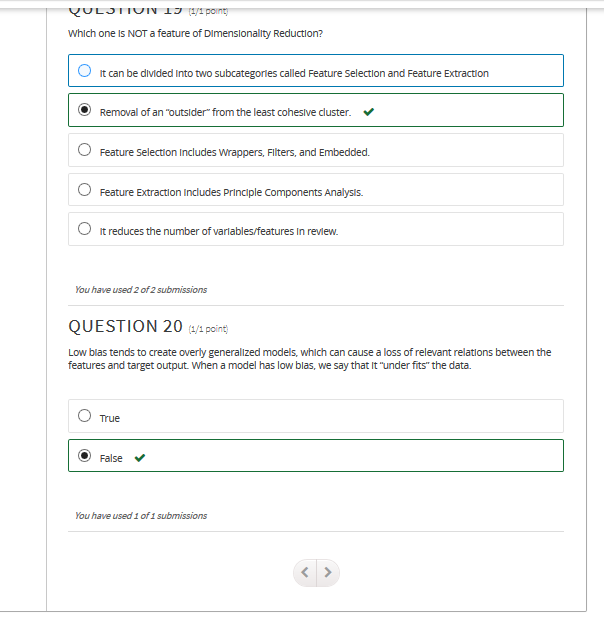 QUESTION 19 (1/1 point)
Which one is NOT a feature of Dimensionality Reduction?
It can be divided into two subcategories called Feature Selection and Feature Extraction
Removal of an "outsider" from the least cohesive cluster.
Feature Selection includes Wrappers, Filters, and Embedded.
Feature Extraction includes Principle Components Analysis.
It reduces the number of variables/features in review.
You have used 2 of 2 submissions
QUESTION 20 (1/1 point)
Low bias tends to create overly generalized models, which can cause a loss of relevant relations between the
features and target output. When a model has low bias, we say that it "under fits" the data.
True
False
You have used 1 of 1 submissions